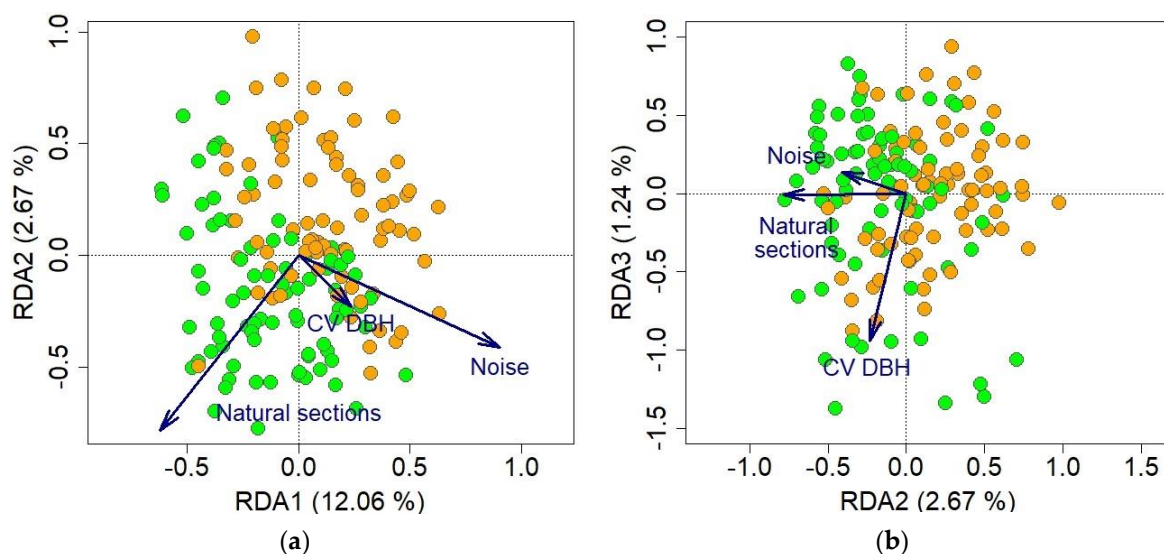 RDA2 (2.67 %)
1.0
0.5
0.0
-0.5
CV DBH
Noise
Natural sections
-0.5
0.0
0.5
1.0
RDA1 (12.06 %)
(a)
RDA3 (1.24 %)
1.0
0.5
0.0
-0.5
-1.0
-1.5
Noise
Natural
sections
CV DBH
-1.0
-0.5
0.0
0.5
1.0
1.5
RDA2 (2.67 %)
(b)